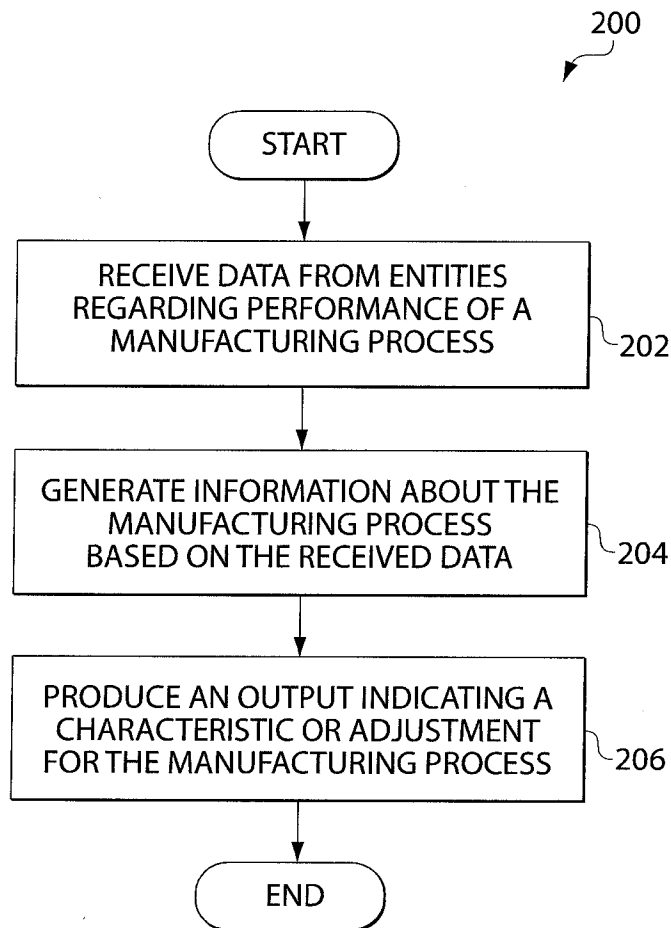 200
START
RECEIVE DATA FROM ENTITIES
REGARDING PERFORMANCE OF A
MANUFACTURING PROCESS
202
GENERATE INFORMATION ABOUT THE
MANUFACTURING PROCESS
BASED ON THE RECEIVED DATA
204
PRODUCE AN OUTPUT INDICATING A
CHARACTERISTIC OR ADJUSTMENT
FOR THE MANUFACTURING PROCESS
206
END